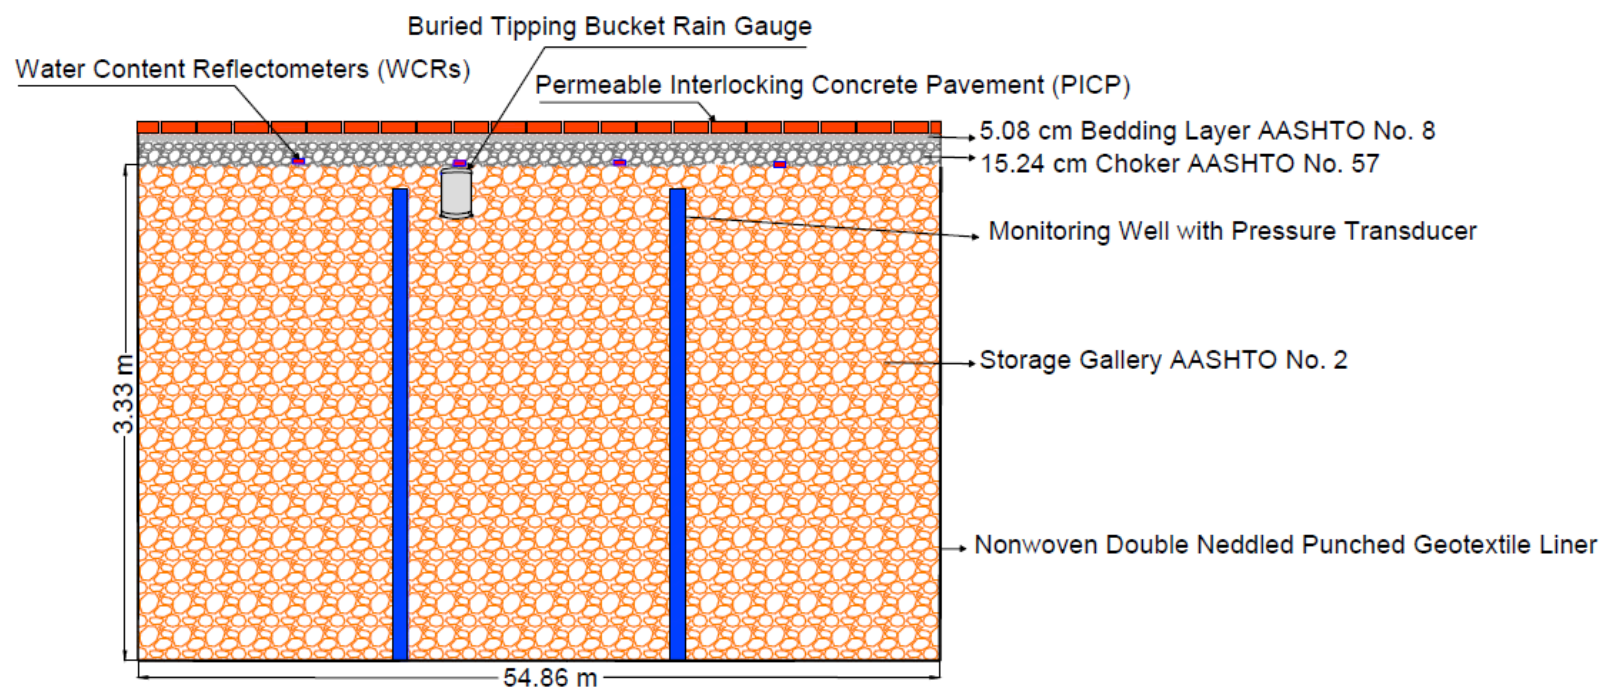 Buried Tipping Bucket Rain Gauge
Water Content Reflectometers (WCRs)
Permeable Interlocking Concrete Pavement (PICP)
5.08 cm Bedding Layer AASHTO No. 8
15.24 cm Choker AASHTO No. 57
Monitoring Well with Pressure Transducer
Storage Gallery AASHTO No. 2
3.33 m
Nonwoven Double Neddled Punched Geotextile Liner
54.86 m